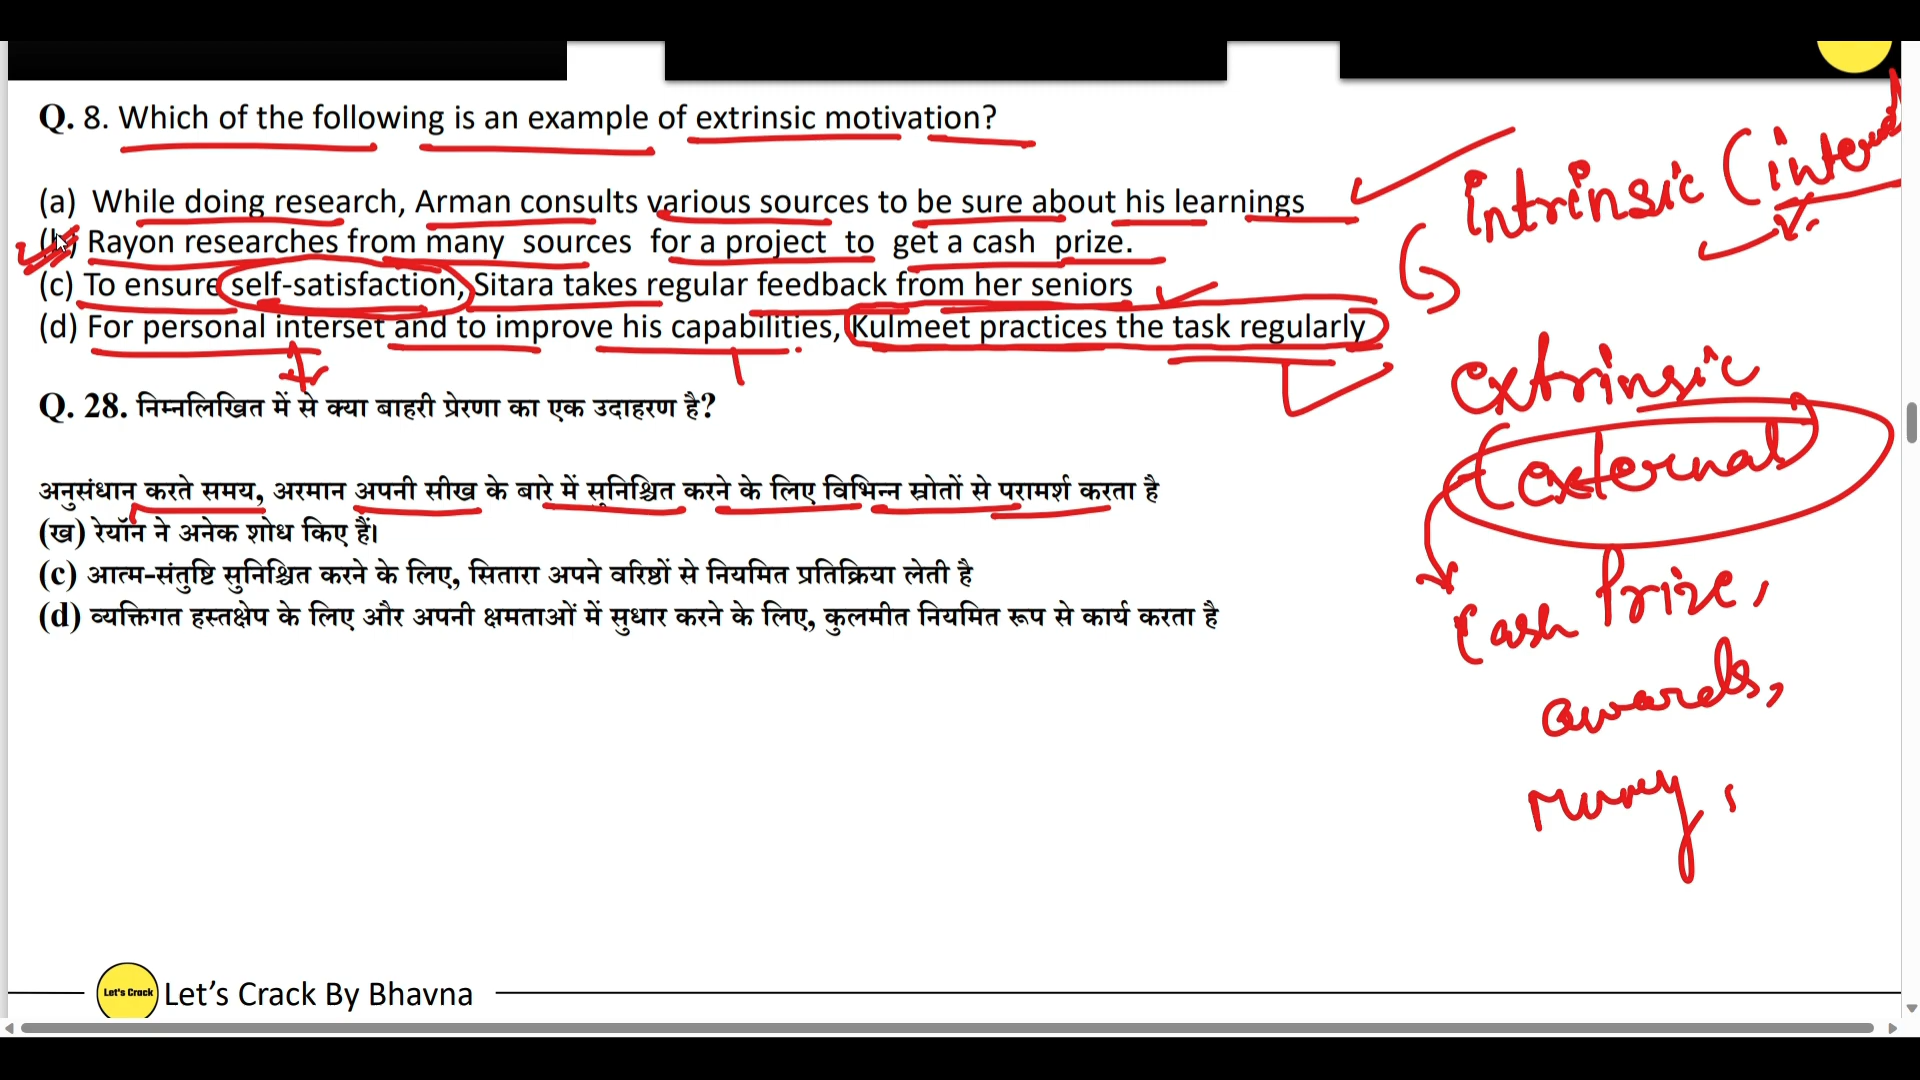 Q. 8. Which of the following is an example of extrinsic motivation?
(a) While doing research, Arman consults various sources to be sure about his learnings
(b) Rayon researches from many sources for a project to get a cash prize.
(c) To ensure self-satisfaction, Sitara takes regular feedback from her seniors
(d) For personal interset and to improve his capabilities, Kulmeet practices the task regularly
Q. 28. निम्नलिखित में से क्या बाहरी प्रेरणा का एक उदाहरण है?
अनुसंधान करते समय, अरमान अपनी सीख के बारे में सुनिश्चित करने के लिए विभिन्न स्रोतों से परामर्श करता है
(ख) रेयॉन ने अनेक शोध किए हैं।
(c) आत्म-संतुष्टि सुनिश्चित करने के लिए, सितारा अपने वरिष्ठों से नियमित प्रतिक्रिया लेती है
(d) व्यक्तिगत हस्तक्षेप के लिए और अपनी क्षमताओं में सुधार करने के लिए, कुलमीत नियमित रूप से कार्य करता है
intrinsic (internal
extrinsic
(external)
Cash Prize,
awards,
Money,
Let's Crack
Let's Crack By Bhavna